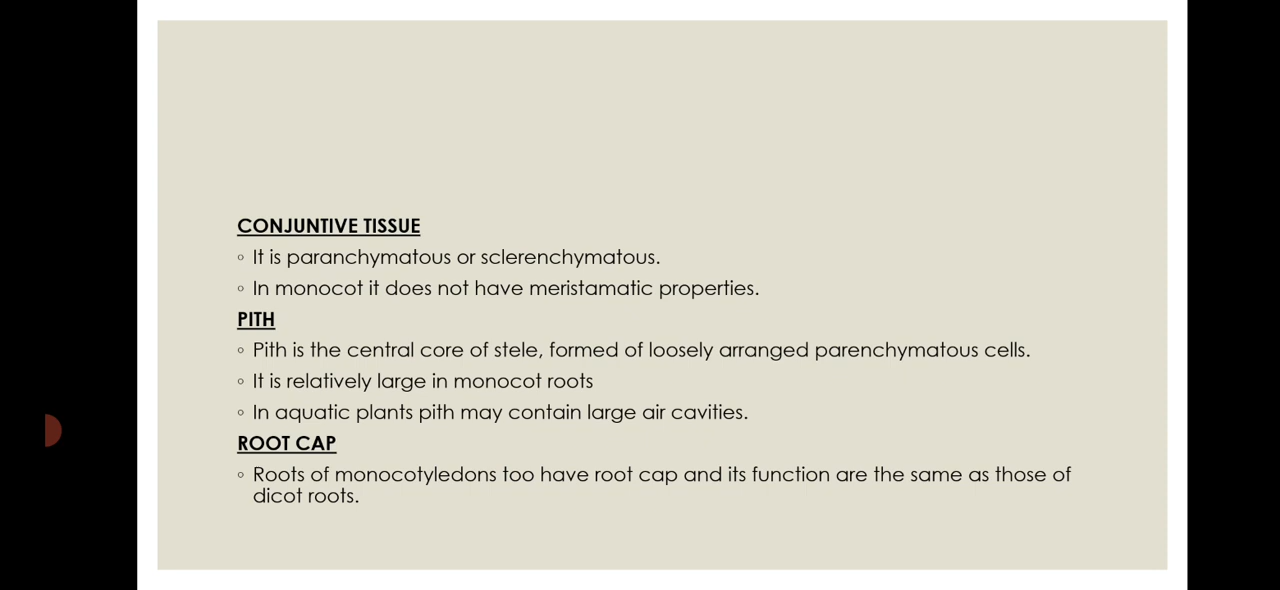 CONJUNTIVE TISSUE
◦ It is paranchymatous or sclerenchymatous.
◦ In monocot it does not have meristamatic properties.
PITH
◦ Pith is the central core of stele, formed of loosely arranged parenchymatous cells.
◦ It is relatively large in monocot roots
◦ In aquatic plants pith may contain large air cavities.
ROOT CAP
◦ Roots of monocotyledons too have root cap and its function are the same as those of
dicot roots.